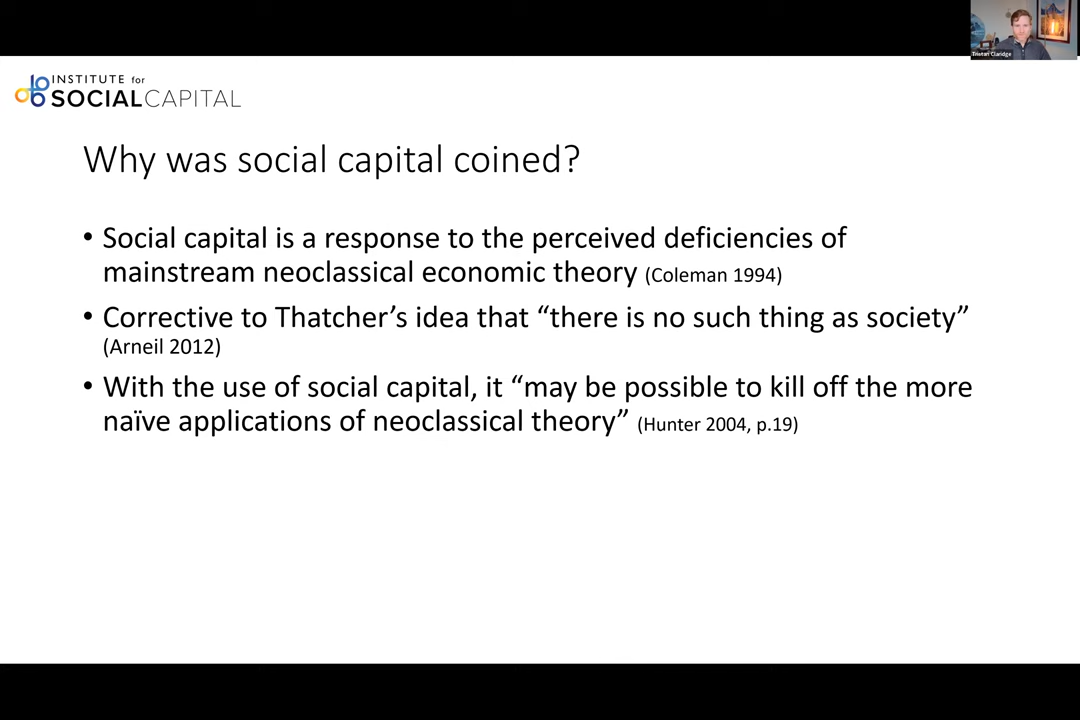 Tristan Claridge
INSTITUTE for
SOCIALCAPITAL
Why was social capital coined?
• Social capital is a response to the perceived deficiencies of
mainstream neoclassical economic theory (Coleman 1994)
• Corrective to Thatcher’s idea that “there is no such thing as society”
(Arneil 2012)
• With the use of social capital, it “may be possible to kill off the more
naïve applications of neoclassical theory” (Hunter 2004, p.19)